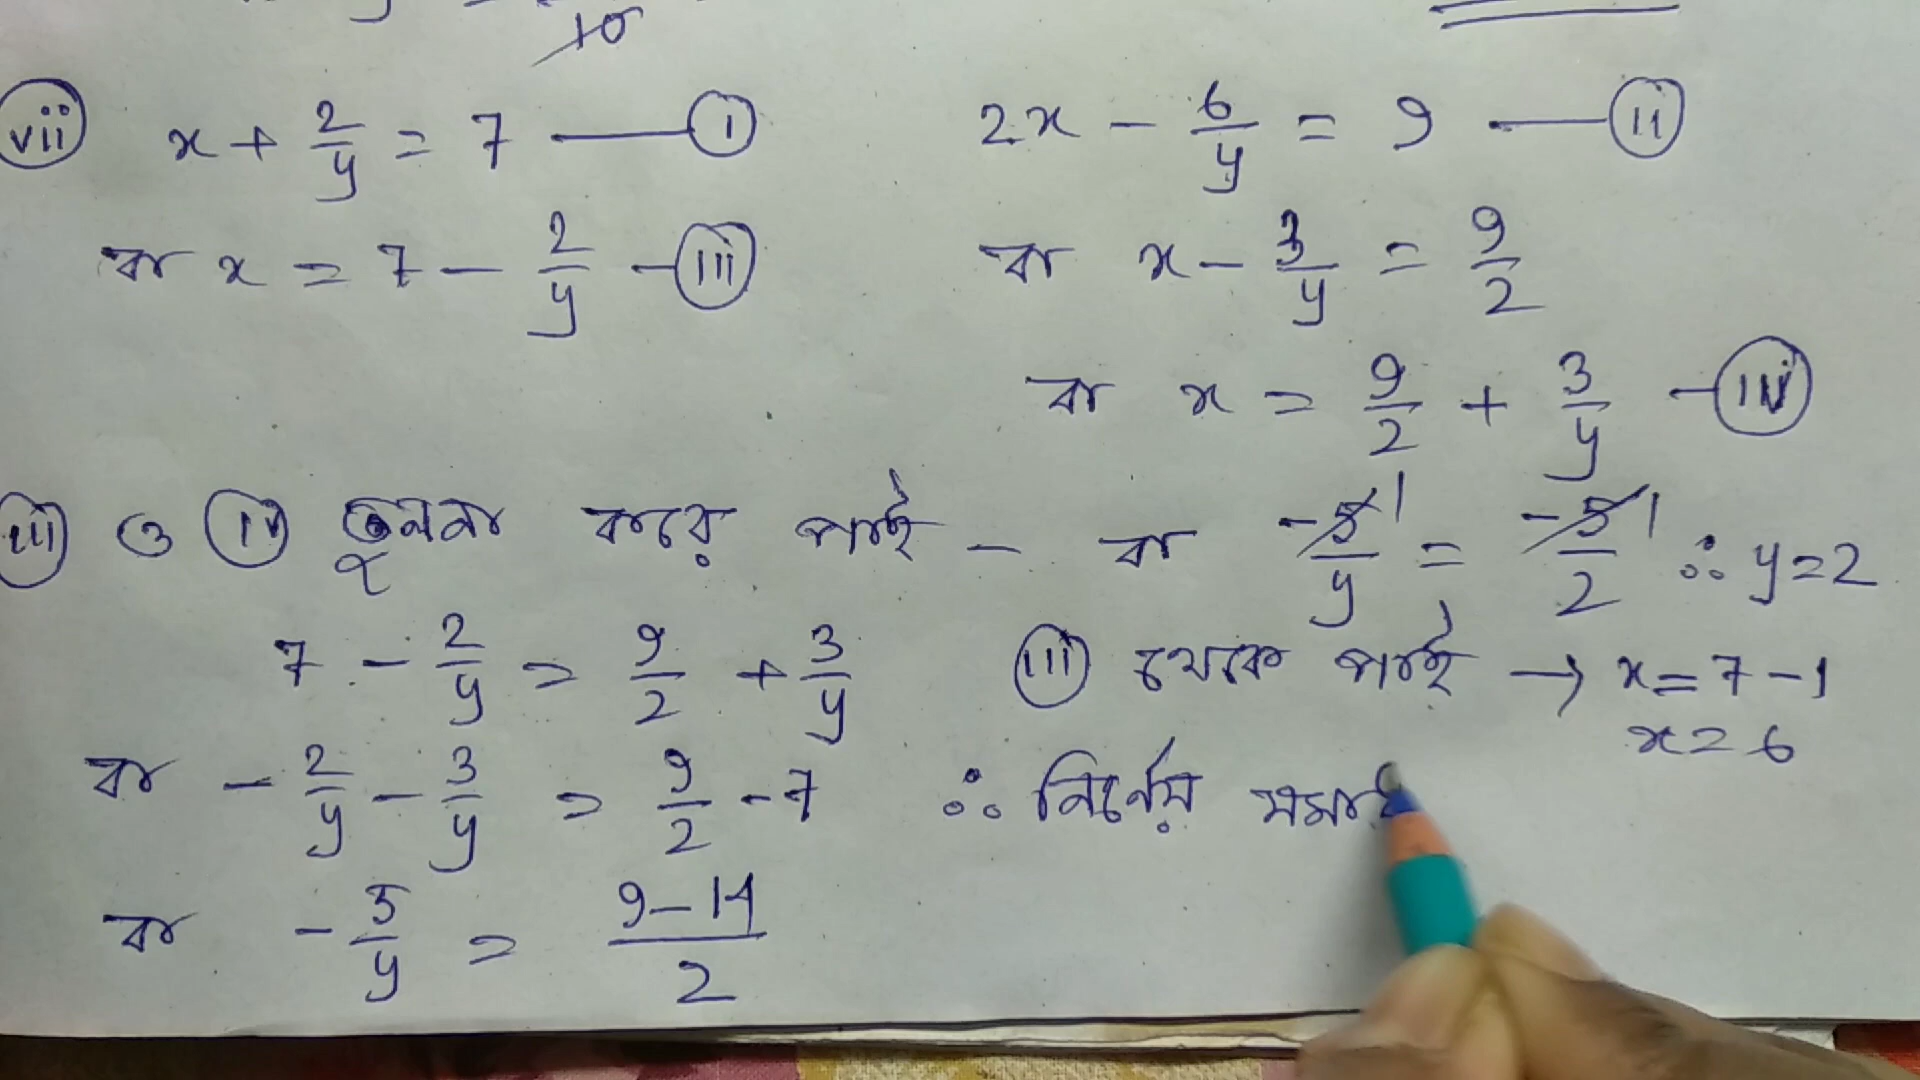 10
(vii) x + 2/y = 7 —— (i)
2x - 6/y = 9 —— (ii)
বা x = 7 - 2/y —(iii)
বা x - 3/y = 9/2
বা x = 9/2 + 3/y —(iv)
(iii) ও (iv) তুলনা করে পাই -
7 - 2/y = 9/2 + 3/y
বা - 2/y - 3/y = 9/2 - 7
বা - 5/y = (9-14)/2
বা -5/y 1 = -5/2 1 ∴ y=2
(iii) থেকে পাই → x=7-1
x=6
∴ নির্ণেয় সমাধ